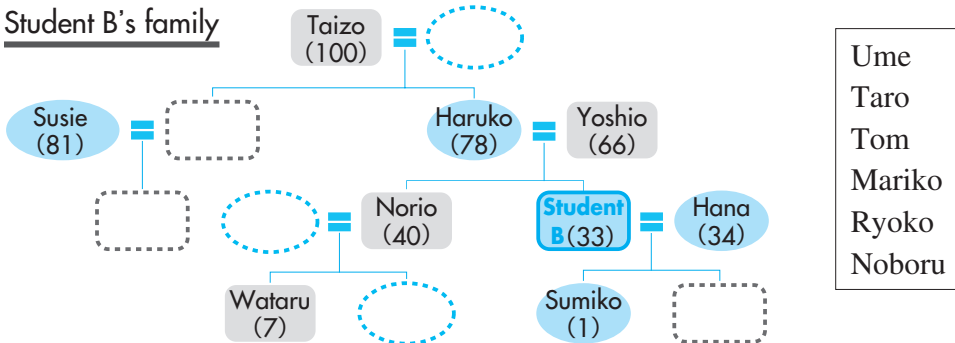 Student B's family
Taizo
(100)
Susie
(81)
Haruko
(78)
Yoshio
(66)
Norio
(40)
Student
B(33)
Hana
(34)
Wataru
(7)
Sumiko
(1)
Ume
Taro
Tom
Mariko
Ryoko
Noboru